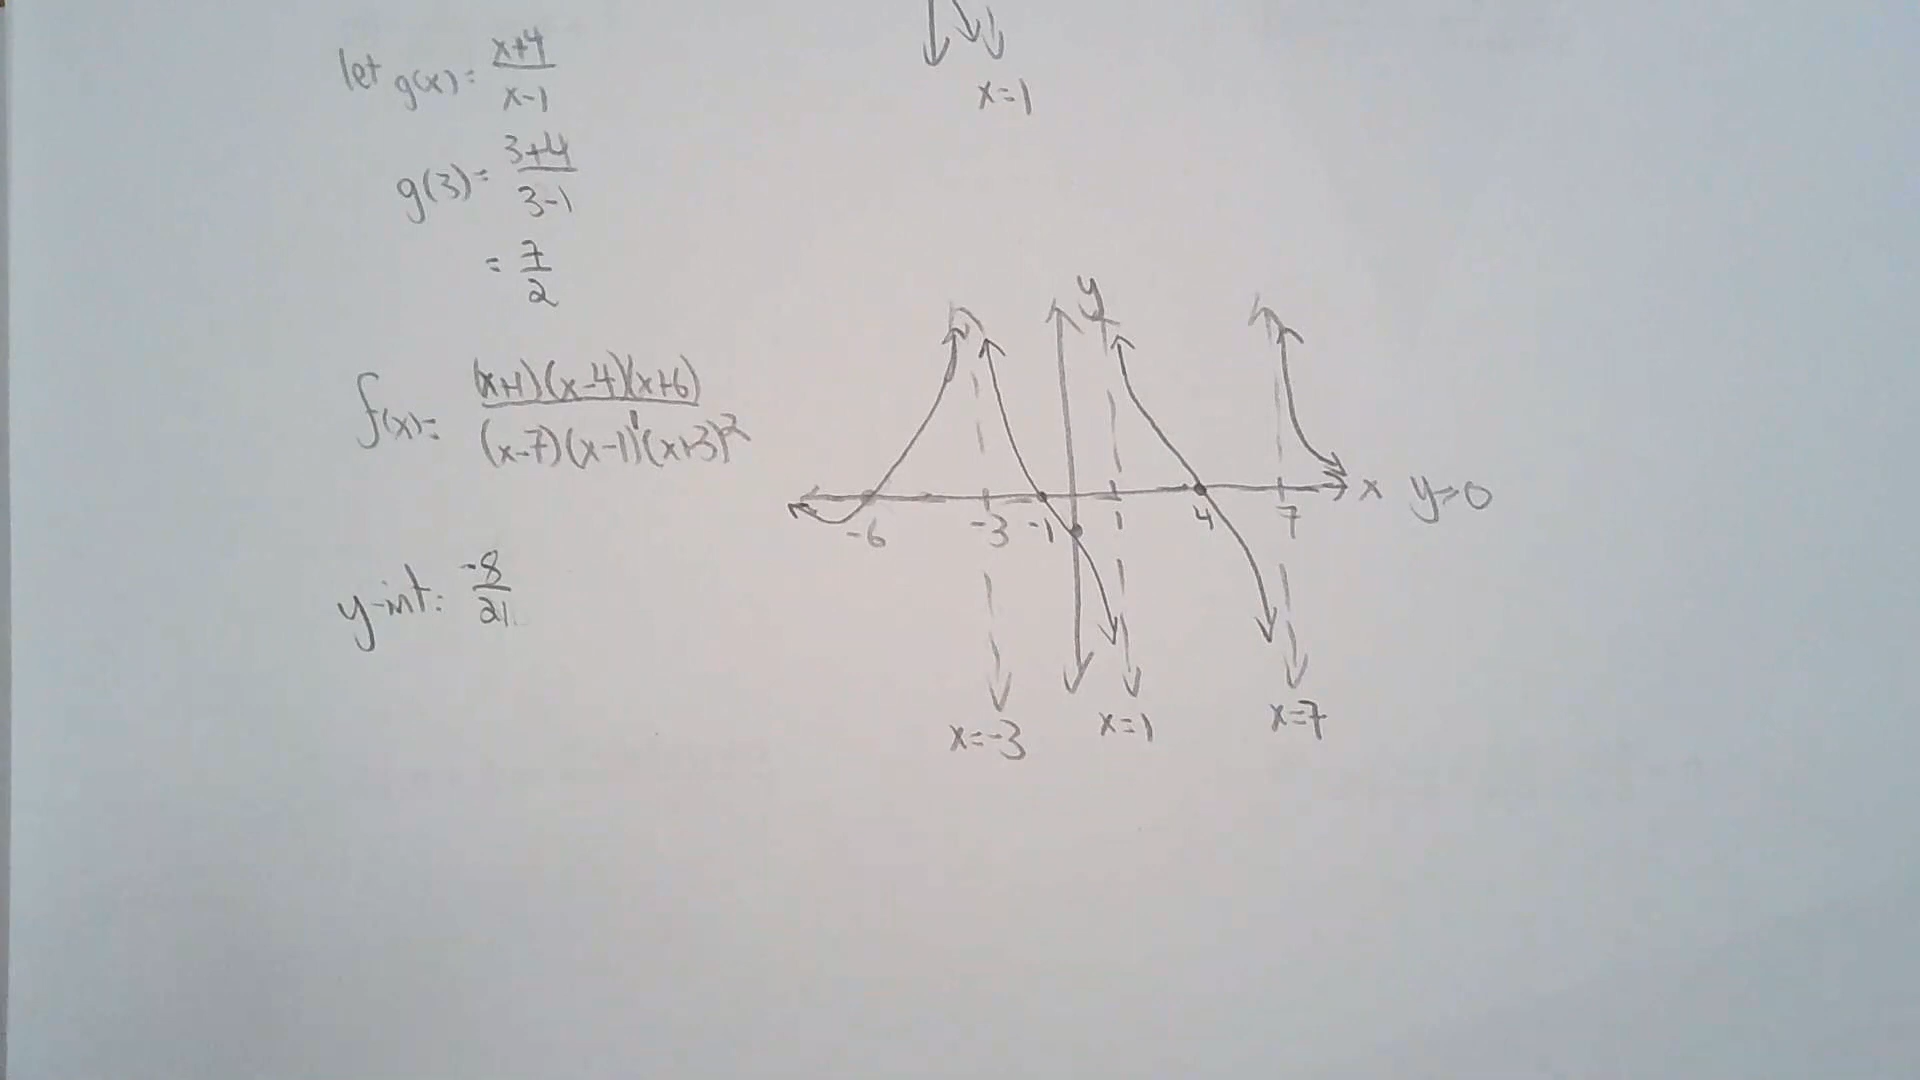 let g(x) = x+4 / x-1
x=1
g(3) = 3+4 / 3-1
= 7 / 2
y
f(x) = (x+1)(x-4)(x+6) / (x-7)(x-1)¹(x+3)²
x y=0
-6 -3 -1 1 4 7
y-int: -8 / 21
x=-3 x=1 x=7